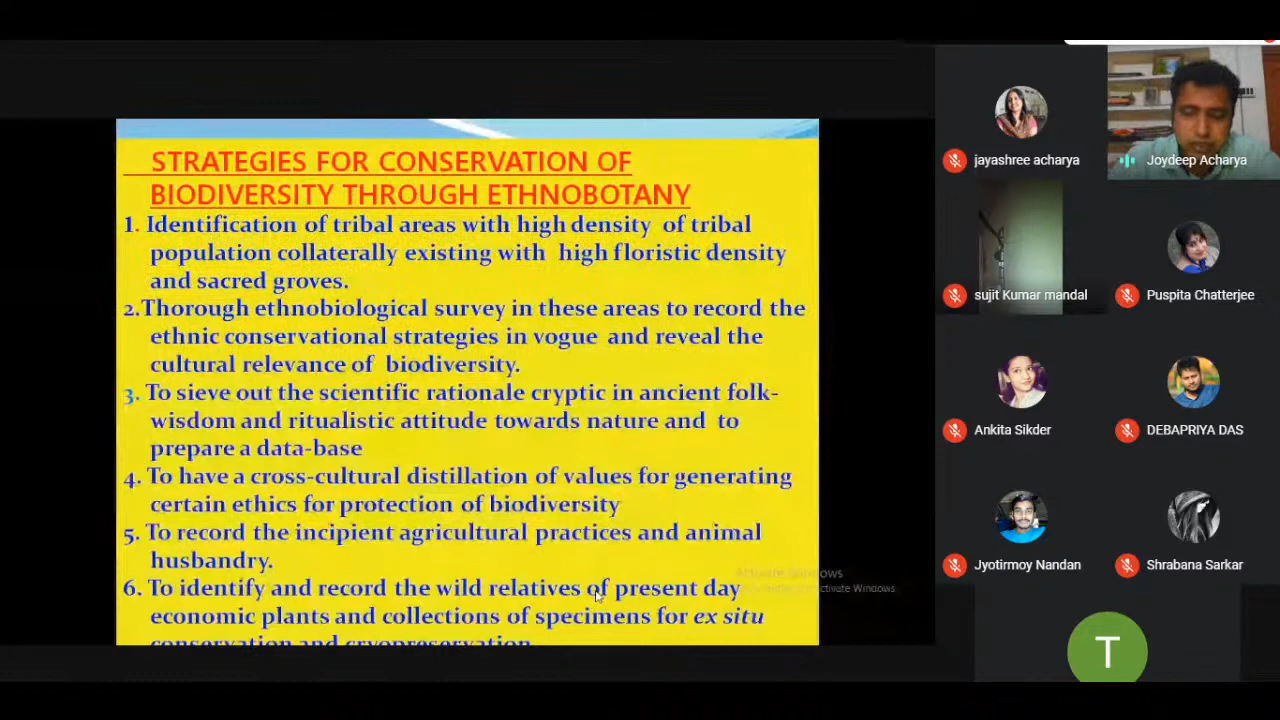 STRATEGIES FOR CONSERVATION OF
BIODIVERSITY THROUGH ETHNOBOTANY
1. Identification of tribal areas with high density of tribal
population collaterally existing with high floristic density
and sacred groves.
2.Thorough ethnobiological survey in these areas to record the
ethnic conservational strategies in vogue and reveal the
cultural relevance of biodiversity.
3. To sieve out the scientific rationale cryptic in ancient folk-
wisdom and ritualistic attitude towards nature and to
prepare a data-base
4. To have a cross-cultural distillation of values for generating
certain ethics for protection of biodiversity
5. To record the incipient agricultural practices and animal
husbandry.
6. To identify and record the wild relatives of present day
economic plants and collections of specimens for ex situ
conservation and cryopreservation
Activate Windows
Activate Windows
jayashree acharya
Joydeep Acharya
sujit Kumar mandal
Puspita Chatterjee
Ankita Sikder
DEBAPRIYA DAS
Jyotirmoy Nandan
Shrabana Sarkar
T